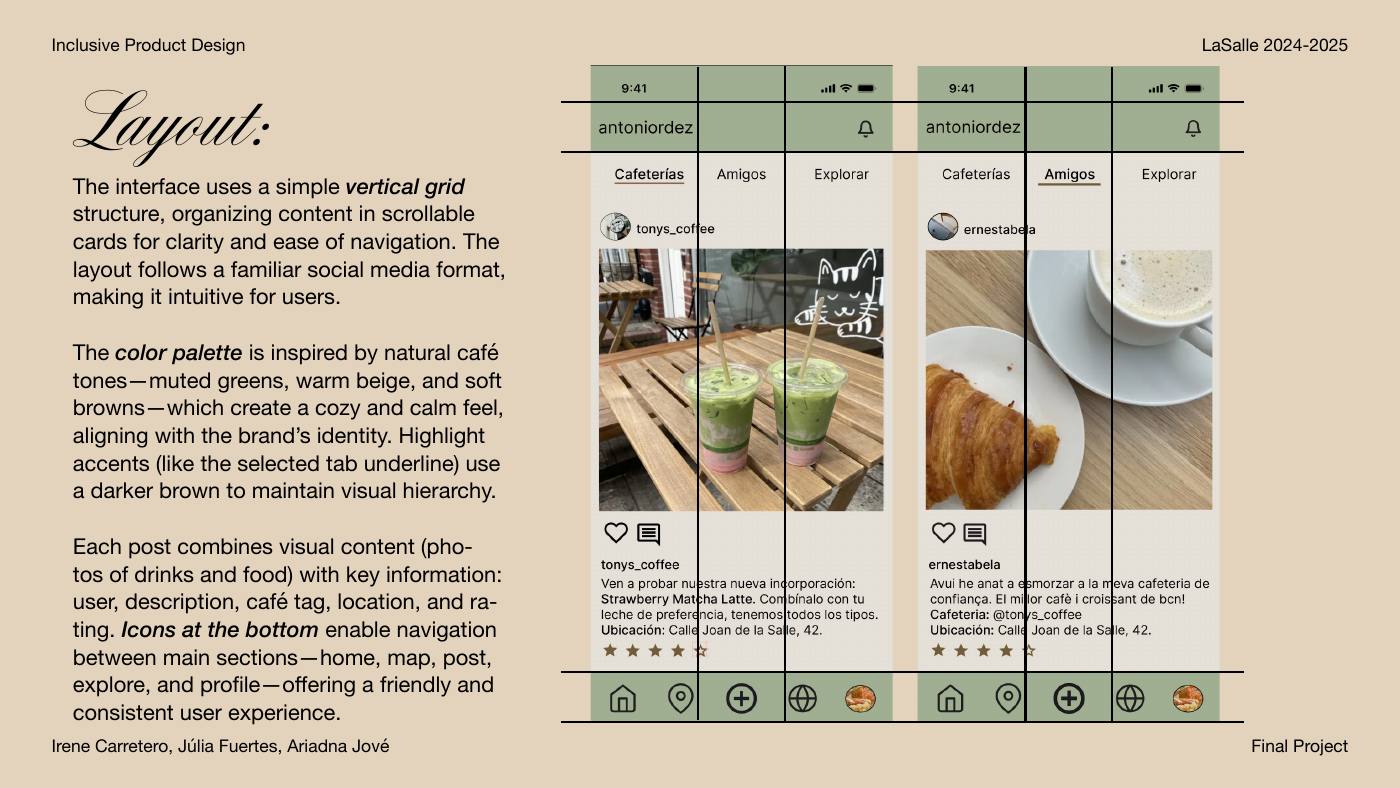 Inclusive Product Design
LaSalle 2024-2025
Layout:
The interface uses a simple vertical grid
structure, organizing content in scrollable
cards for clarity and ease of navigation. The
layout follows a familiar social media format,
making it intuitive for users.
The color palette is inspired by natural café
tones—muted greens, warm beige, and soft
browns—which create a cozy and calm feel,
aligning with the brand’s identity. Highlight
accents (like the selected tab underline) use
a darker brown to maintain visual hierarchy.
Each post combines visual content (pho-
tos of drinks and food) with key information:
user, description, café tag, location, and ra-
ting. Icons at the bottom enable navigation
between main sections—home, map, post,
explore, and profile—offering a friendly and
consistent user experience.
9:41
antoniordez
Cafeterías Amigos Explorar
tonys_coffee
tonys_coffee
Ven a probar nuestra nueva incorporación:
Strawberry Matcha Latte. Combínalo con tu
leche de preferencia, tenemos todos los tipos.
Ubicación: Calle Joan de la Salle, 42.
9:41
antoniordez
Cafeterías Amigos Explorar
ernestabela
ernestabela
Avui he anat a esmorzar a la meva cafeteria de
confiança. El millor cafè i croissant de bcn!
Cafeteria: @tonys_coffee
Ubicación: Calle Joan de la Salle, 42.
Irene Carretero, Júlia Fuertes, Ariadna Jové
Final Project